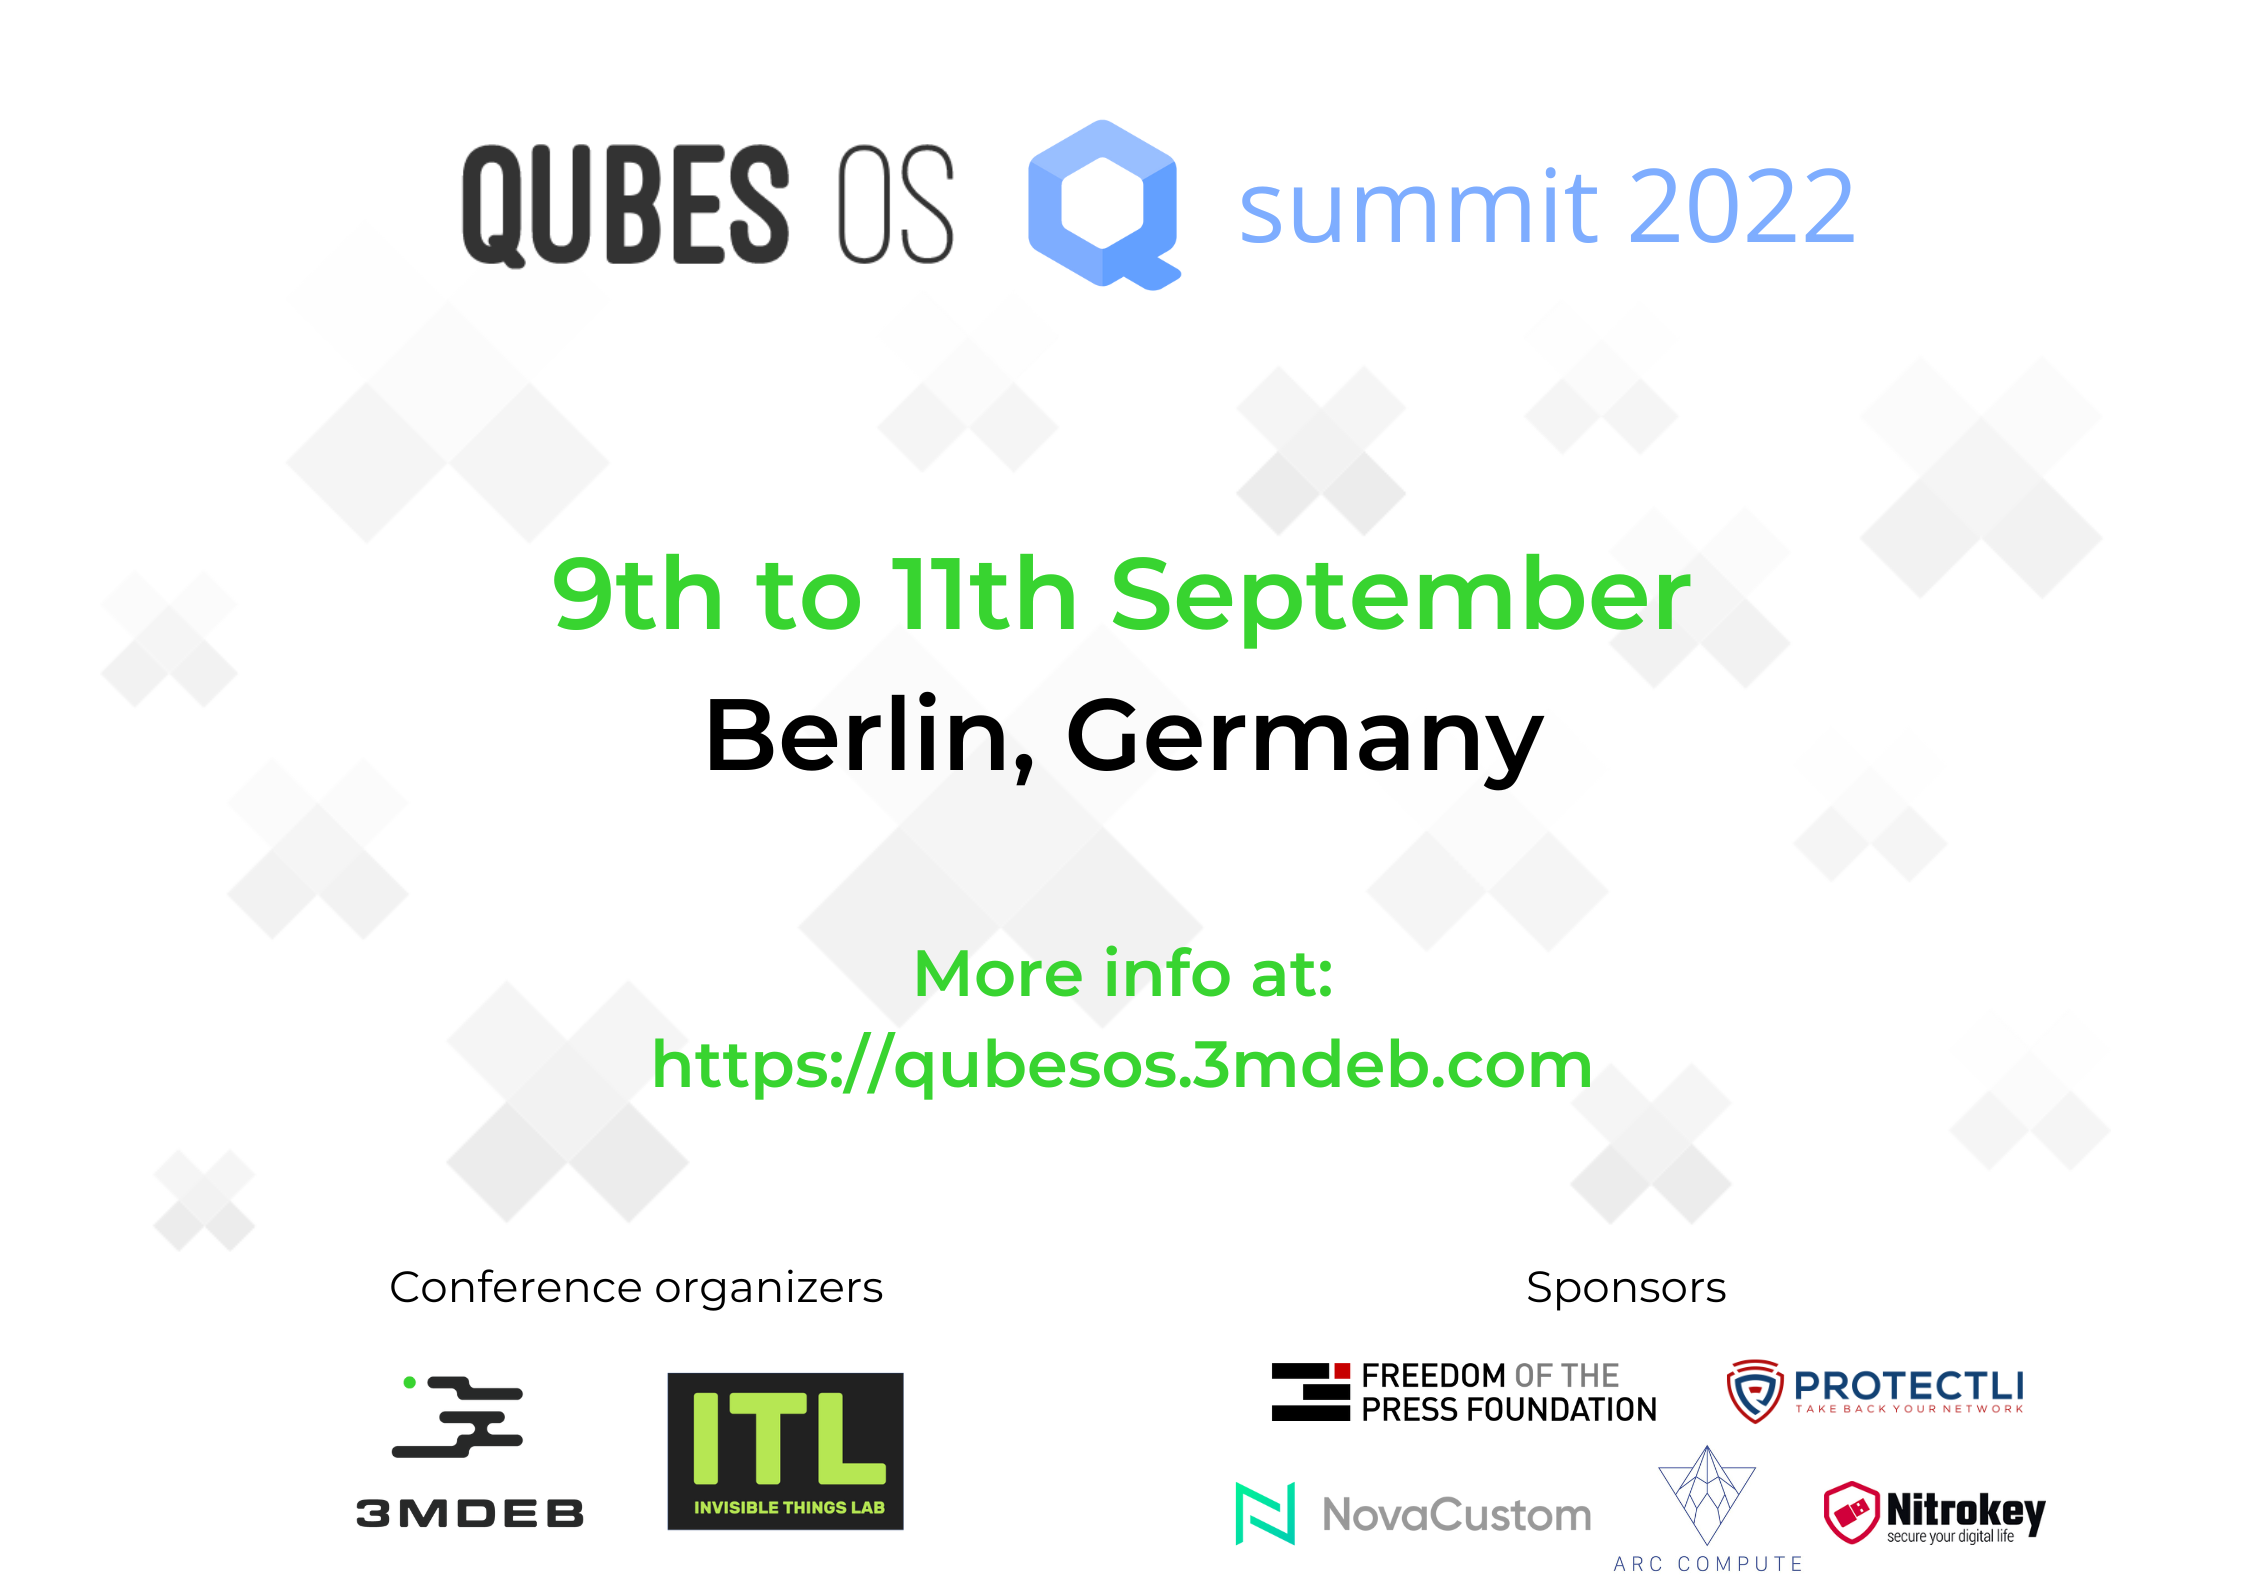 QUBES OS summit 2022
9th to 11th September
Berlin, Germany
More info at:
https://qubesos.3mdeb.com
Conference organizers
3MDEB
ITL
INVISIBLE THINGS LAB
Sponsors
FREEDOM OF THE
PRESS FOUNDATION
PROTECTLI
TAKE BACK YOUR NETWORK
NovaCustom
ARC COMPUTE
Nitrokey
secure your digital life